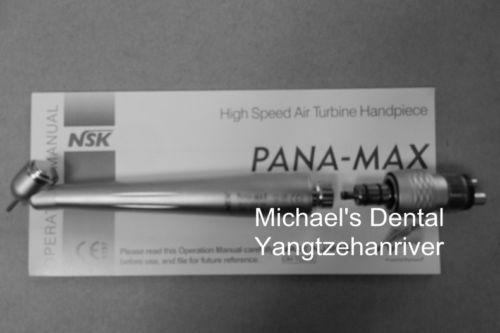 OPERATION MANUAL
NSK
High Speed Air Turbine Handpiece
PANA-MAX
Michael's Dental
Yangtzehanriver
Please read this Operation Manual
before use, and file for future reference.